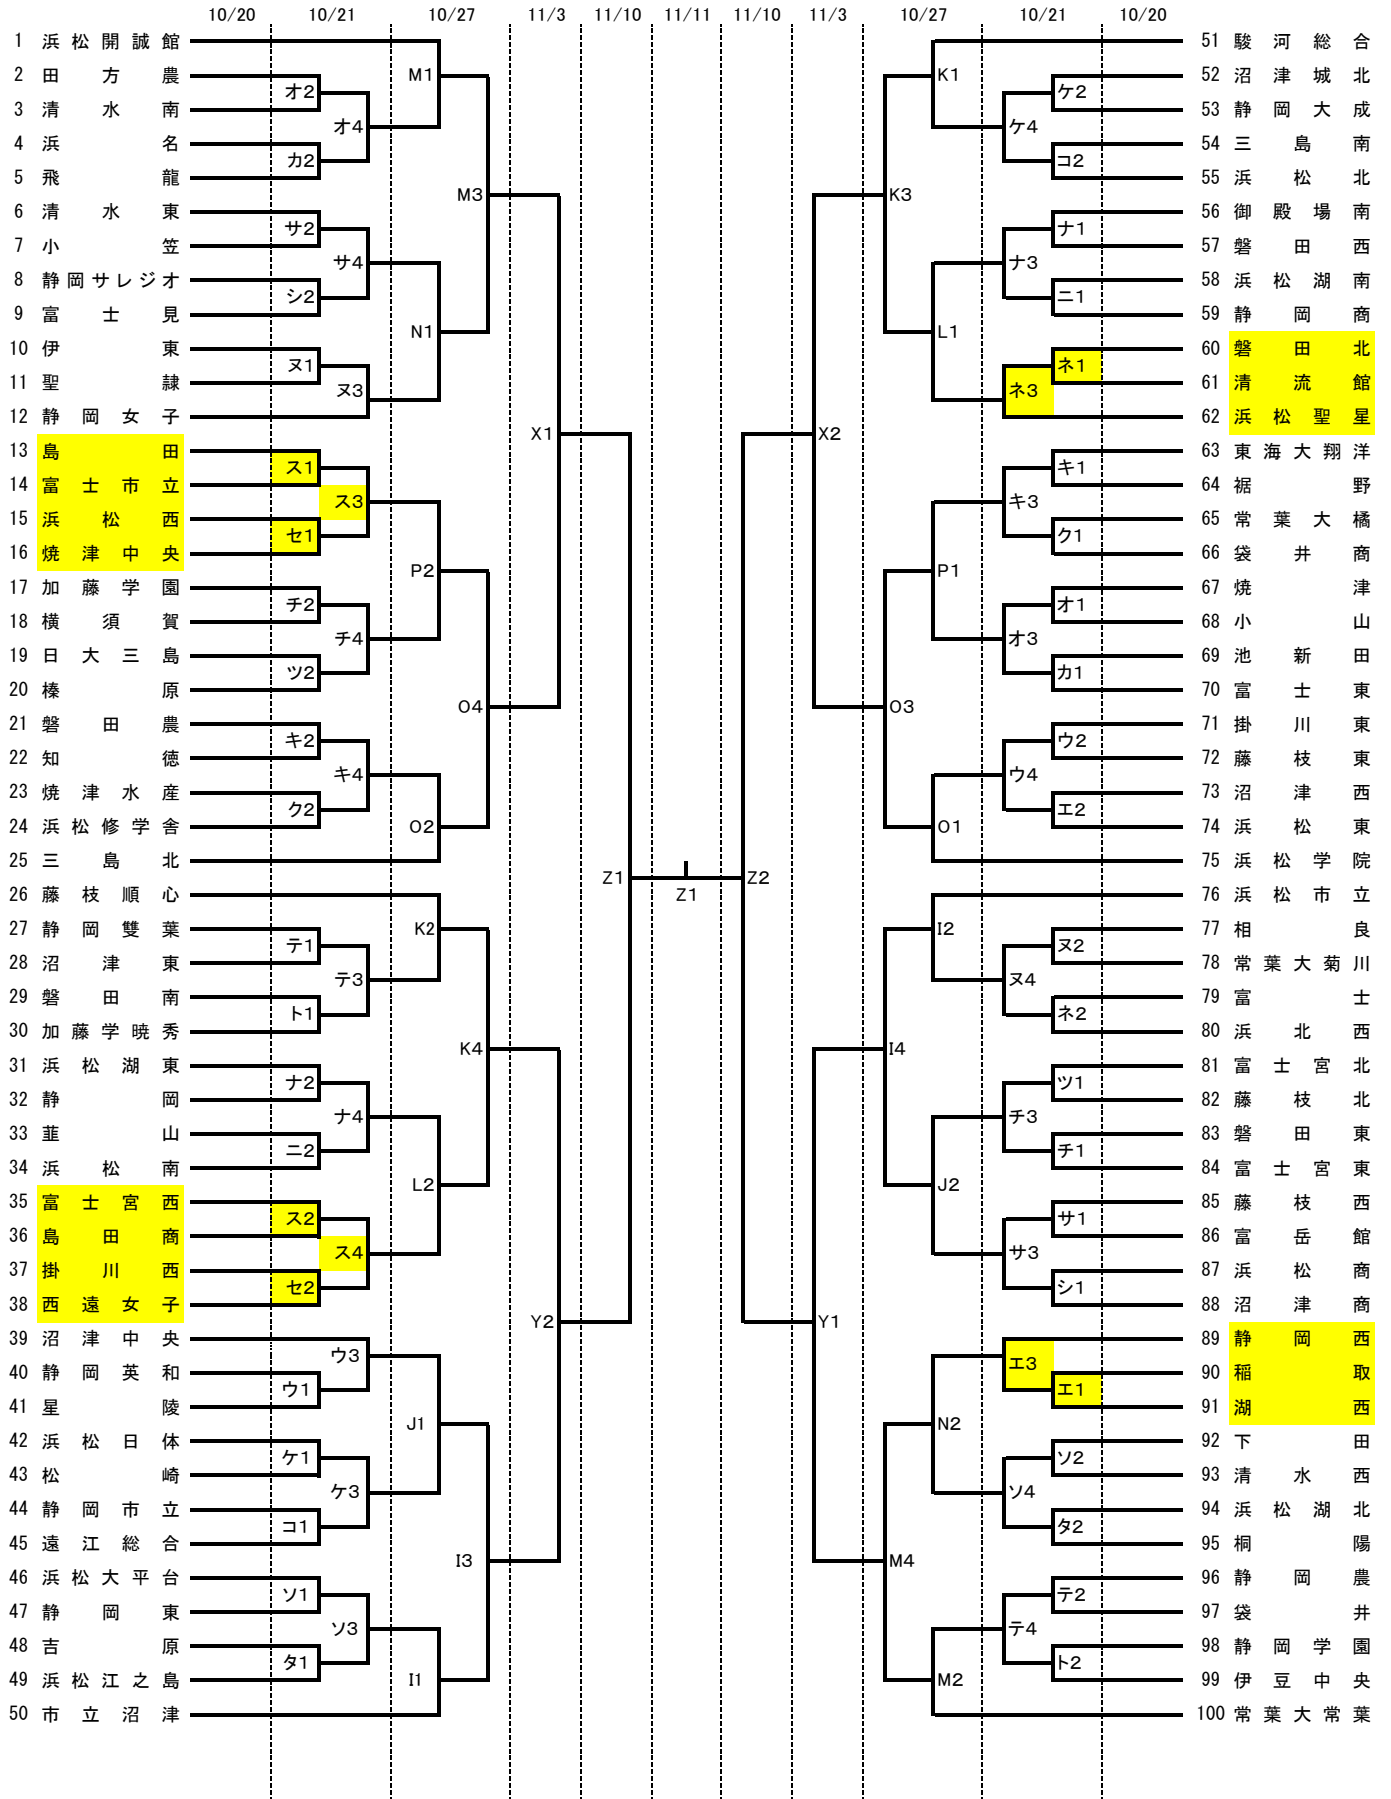 10/20 10/21 10/27 11/3 11/10 11/11 11/10 11/3 10/27 10/21 10/20
1 浜松開誠館
2 田方農
3 清水南
4 浜名
5 飛龍
6 清水東
7 小笠
8 静岡サレジオ
9 富士見
10 伊東
11 聖隷
12 静岡女子
13 島田
14 富士市立
15 浜松西
16 焼津中央
17 加藤学園
18 横須賀
19 日大三島
20 榛原
21 磐田農
22 知徳
23 焼津水産
24 浜松修学舎
25 三島北
26 藤枝順心
27 静岡雙葉
28 沼津東
29 磐田南
30 加藤学暁秀
31 浜松湖東
32 静岡
33 韮山
34 浜松南
35 富士宮西
36 島田商
37 掛川西
38 西遠女子
39 沼津中央
40 静岡英和
41 星陵
42 浜松日体
43 松崎
44 静岡市立
45 遠江総合
46 浜松大平台
47 静岡東
48 吉原
49 浜松江之島
50 市立沼津
オ2
カ2
サ2
シ2
ヌ1
ス1
セ1
チ2
ツ2
キ2
ク2
テ1
ト1
ナ2
ニ2
ス2
セ2
ウ1
ケ1
コ1
ソ1
タ1
オ4
サ4
ヌ3
ス3
チ4
キ4
テ3
ナ4
ス4
ウ3
ケ3
ソ3
M1
N1
P2
O2
K2
L2
J1
I1
M3
O4
K4
I3
X1
Y2
Z1
Z1
Z2
X2
Y1
K3
O3
I4
M4
K1
L1
P1
O1
I2
J2
N2
M2
ケ4
ナ3
ネ3
キ3
オ3
ウ4
ヌ4
チ3
サ3
エ3
ソ4
テ4
ケ2
コ2
ナ1
ニ1
ネ1
キ1
ク1
オ1
カ1
ウ2
エ2
ヌ2
ネ2
ツ1
チ1
サ1
シ1
エ1
ソ2
タ2
テ2
ト2
51 駿河総合
52 沼津城北
53 静岡大成
54 三島南
55 浜松北
56 御殿場南
57 磐田西
58 浜松湖南
59 静岡商
60 磐田北
61 清流館
62 浜松聖星
63 東海大翔洋
64 裾野
65 常葉大橘
66 袋井商
67 焼津
68 小山
69 池新田
70 富士東
71 掛川東
72 藤枝東
73 沼津西
74 浜松東
75 浜松学院
76 浜松市立
77 相良
78 常葉大菊川
79 富士
80 浜北西
81 富士宮北
82 藤枝北
83 磐田東
84 富士宮東
85 藤枝西
86 富岳館
87 浜松商
88 沼津商
89 静岡西
90 稲取
91 湖西
92 下田
93 清水西
94 浜松湖北
95 桐陽
96 静岡農
97 袋井
98 静岡学園
99 伊豆中央
100 常葉大常葉